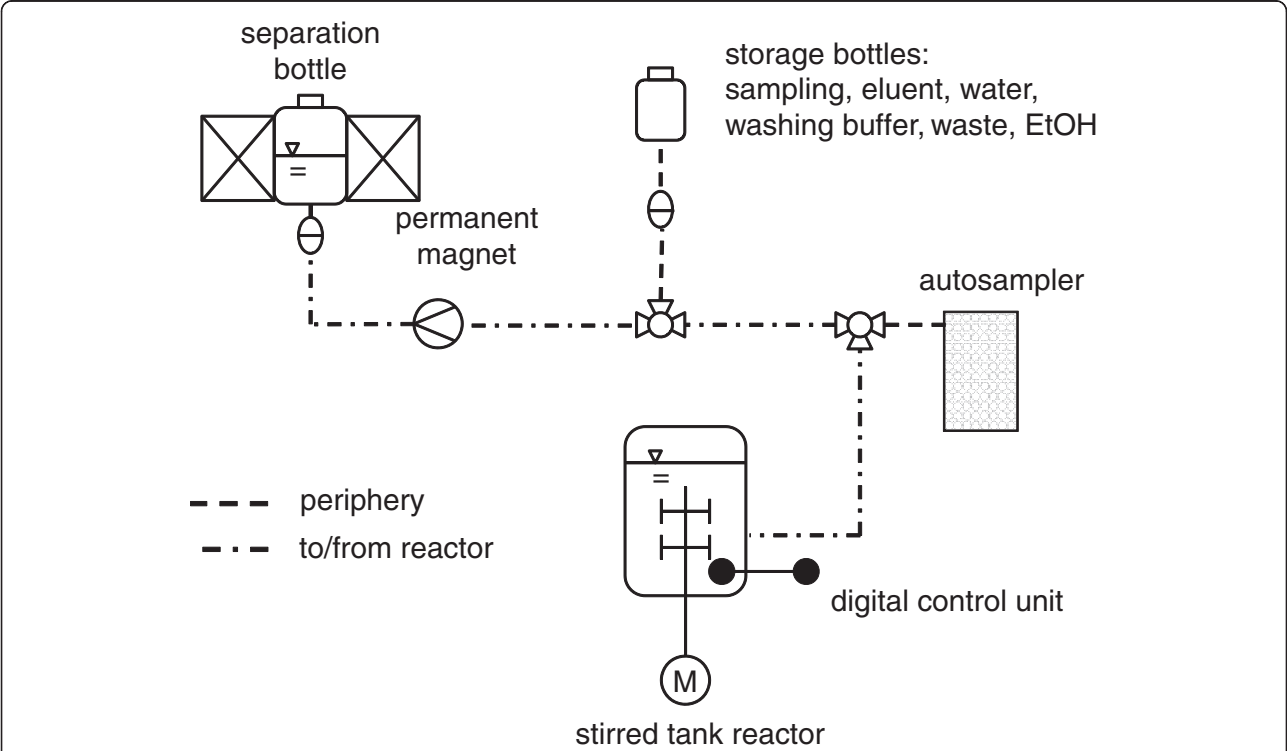 separation
bottle
storage bottles:
sampling, eluent, water,
washing buffer, waste, EtOH
permanent
magnet
autosampler
periphery
to/from reactor
digital control unit
M
stirred tank reactor